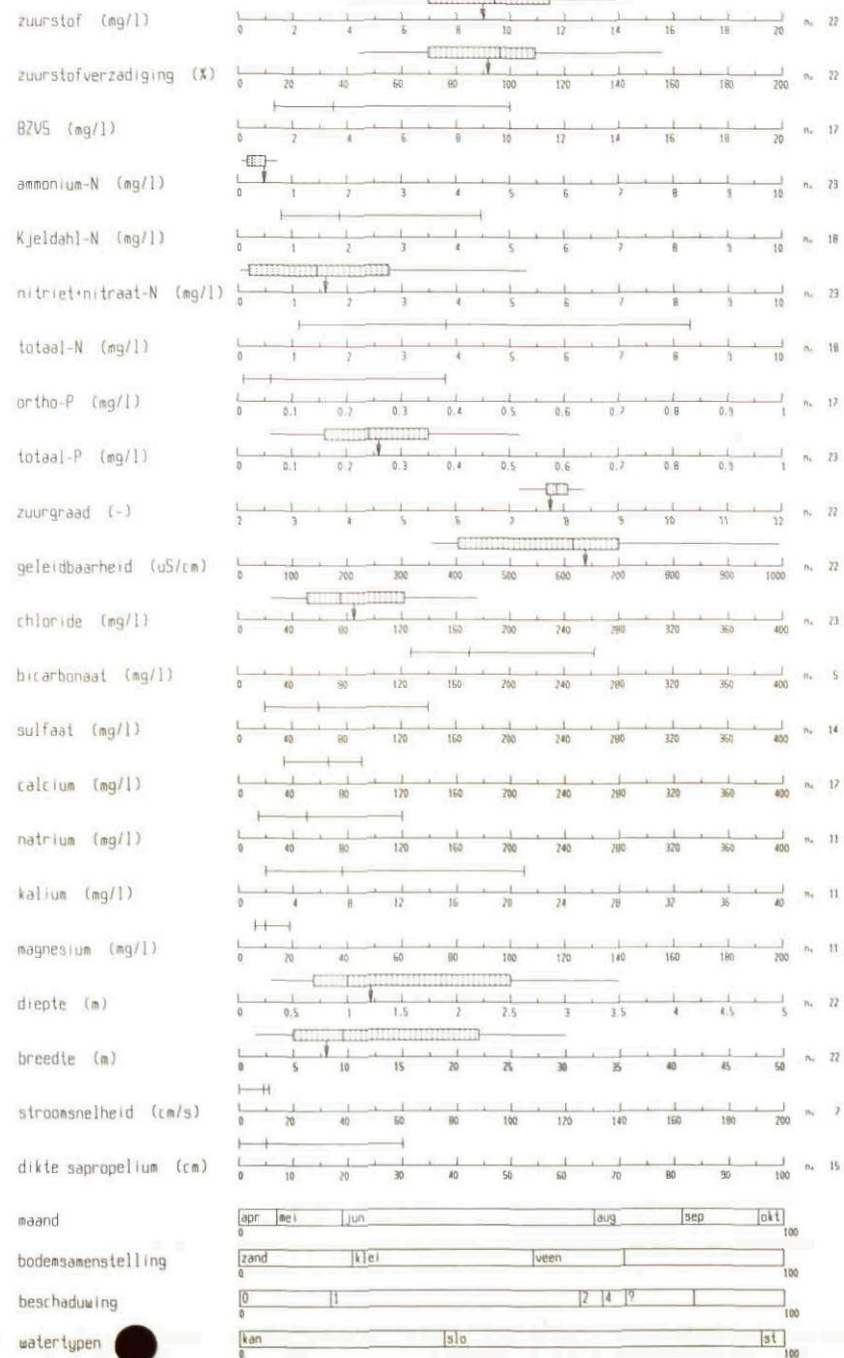 zuurstof (mg/l) 0 2 4 6 8 10 12 14 16 18 20 n= 22
zuurstofverzadiging (%) 0 20 40 60 80 100 120 140 160 180 200 n= 22
BZV5 (mg/l) 0 2 4 6 8 10 12 14 16 18 20 n= 17
ammonium-N (mg/l) 0 1 2 3 4 5 6 7 8 9 10 n= 23
Kjeldahl-N (mg/l) 0 1 2 3 4 5 6 7 8 9 10 n= 18
nitriet+nitraat-N (mg/l) 0 1 2 3 4 5 6 7 8 9 10 n= 23
totaal-N (mg/l) 0 1 2 3 4 5 6 7 8 9 10 n= 18
ortho-P (mg/l) 0 0.1 0.2 0.3 0.4 0.5 0.6 0.7 0.8 0.9 1 n= 17
totaal-P (mg/l) 0 0.1 0.2 0.3 0.4 0.5 0.6 0.7 0.8 0.9 1 n= 23
zuurgraad (-) 2 3 4 5 6 7 8 9 10 11 12 n= 22
geleidbaarheid (uS/cm) 0 100 200 300 400 500 600 700 800 900 1000 n= 22
chloride (mg/l) 0 40 80 120 160 200 240 280 320 360 400 n= 23
bicarbonaat (mg/l) 0 40 80 120 160 200 240 280 320 360 400 n= 5
sulfaat (mg/l) 0 40 80 120 160 200 240 280 320 360 400 n= 14
calcium (mg/l) 0 40 80 120 160 200 240 280 320 360 400 n= 17
natrium (mg/l) 0 40 80 120 160 200 240 280 320 360 400 n= 11
kalium (mg/l) 0 4 8 12 16 20 24 28 32 36 40 n= 11
magnesium (mg/l) 0 20 40 60 80 100 120 140 160 180 200 n= 11
diepte (m) 0 0.5 1 1.5 2 2.5 3 3.5 4 4.5 5 n= 22
breedte (m) 0 5 10 15 20 25 30 35 40 45 50 n= 22
stroomsnelheid (cm/s) 0 20 40 60 80 100 120 140 160 180 200 n= 7
dikte sapropelium (cm) 0 10 20 30 40 50 60 70 80 90 100 n= 15
maand apr mei jun aug sep okt
0 100
bodemsamenstelling zand klei veen
0 100
beschaduwing 0 1 2 4 ?
0 100
watertypen kan slo st
0 100